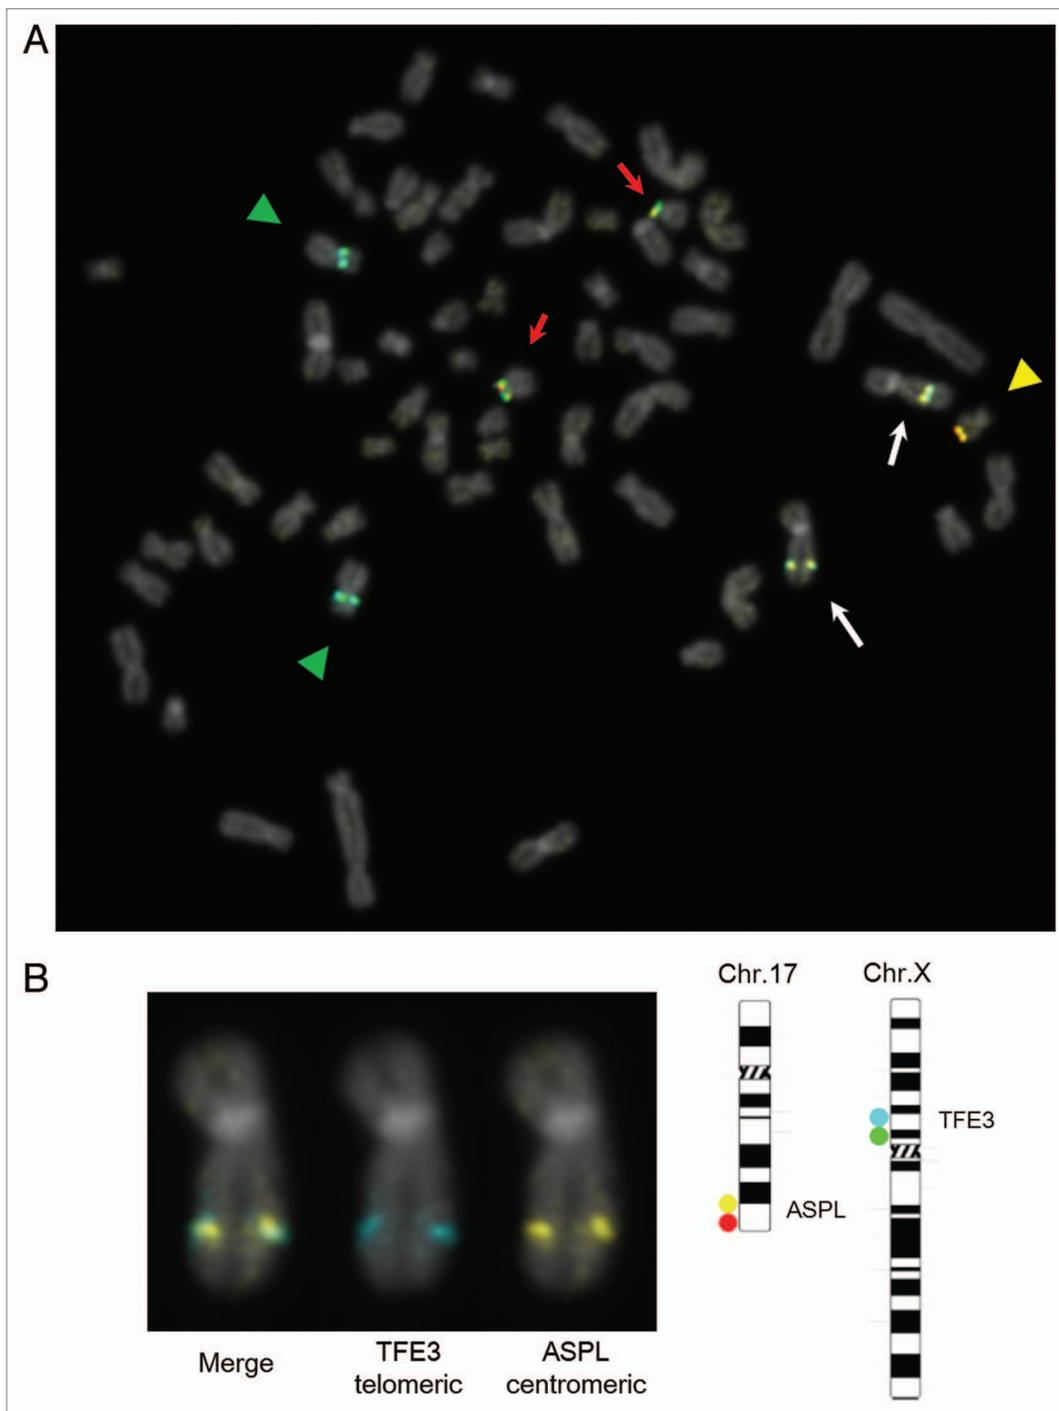 A
B
Chr.17
Chr.X
TFE3
ASPL
Merge
TFE3
telomeric
ASPL
centromeric